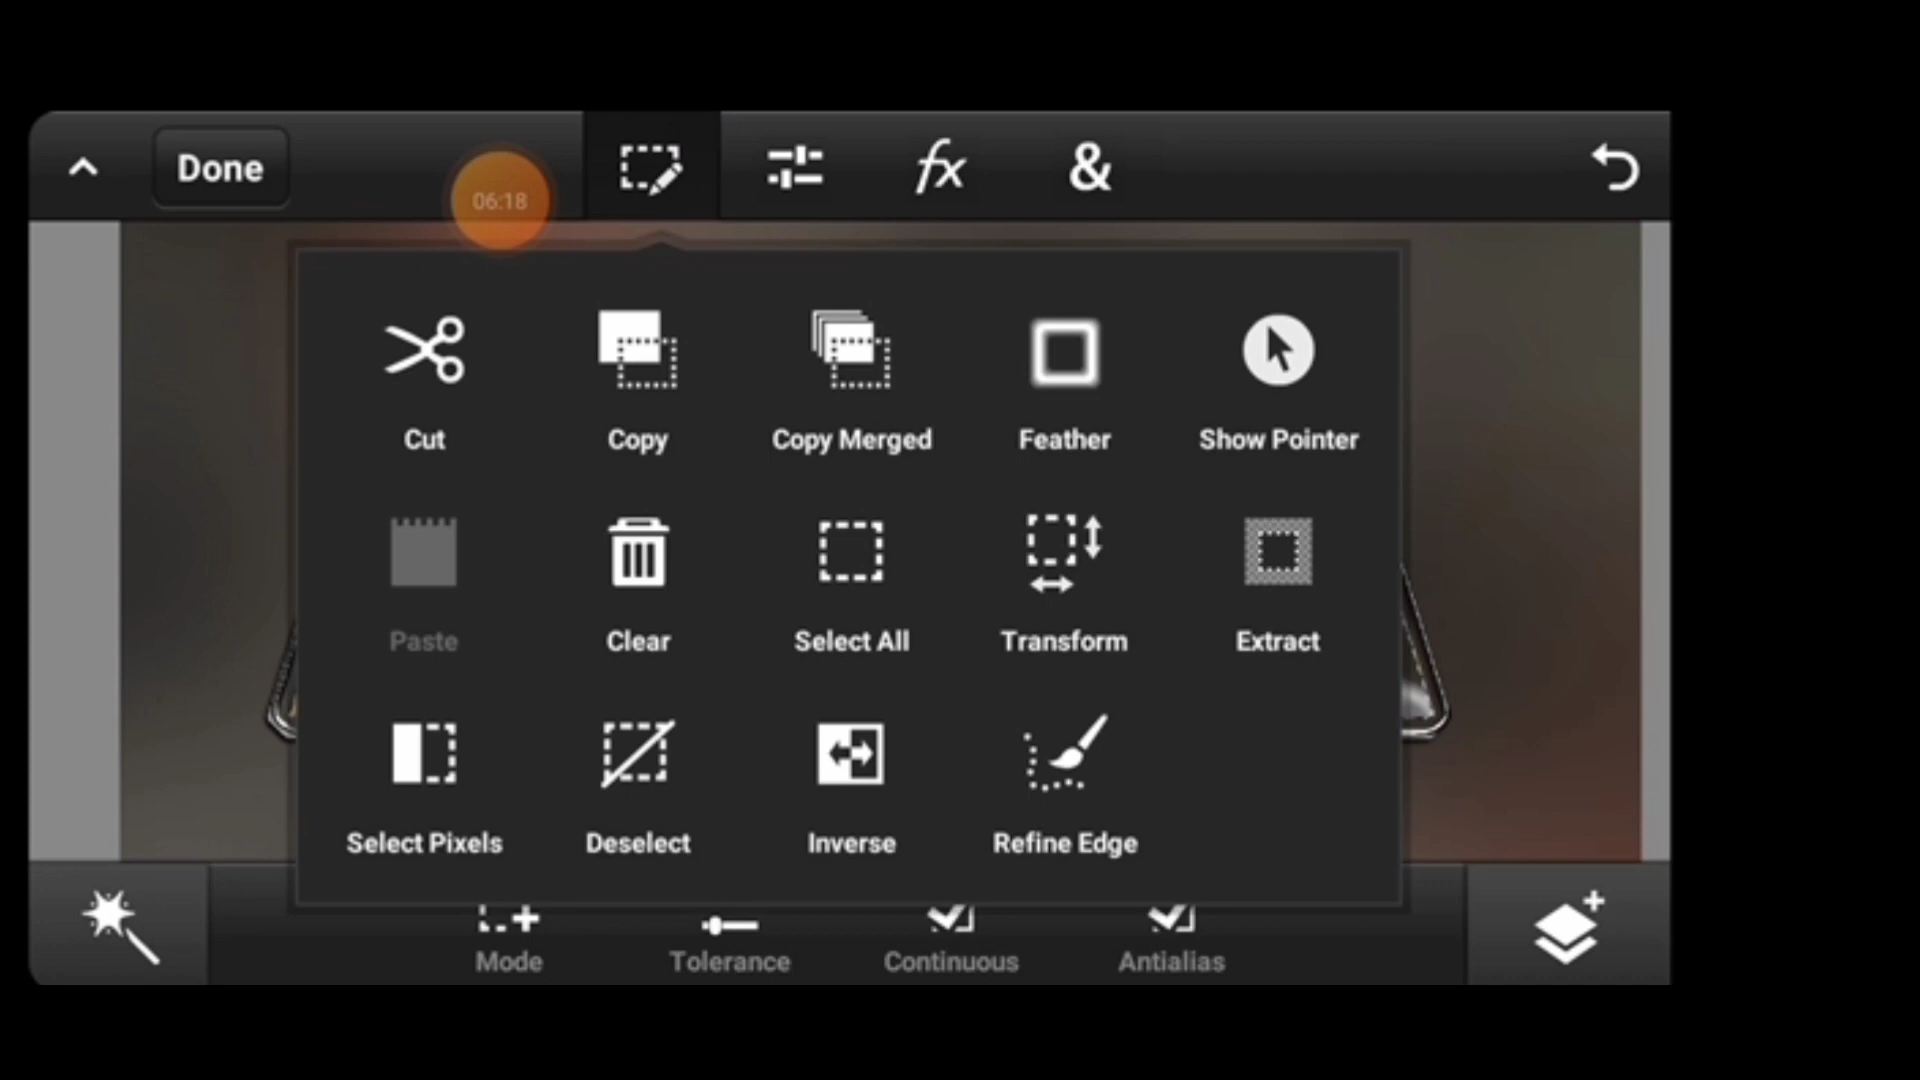 Done
06:18
fx
&
Cut
Copy
Copy Merged
Feather
Show Pointer
Paste
Clear
Select All
Transform
Extract
Select Pixels
Deselect
Inverse
Refine Edge
Mode
Tolerance
Continuous
Antialias